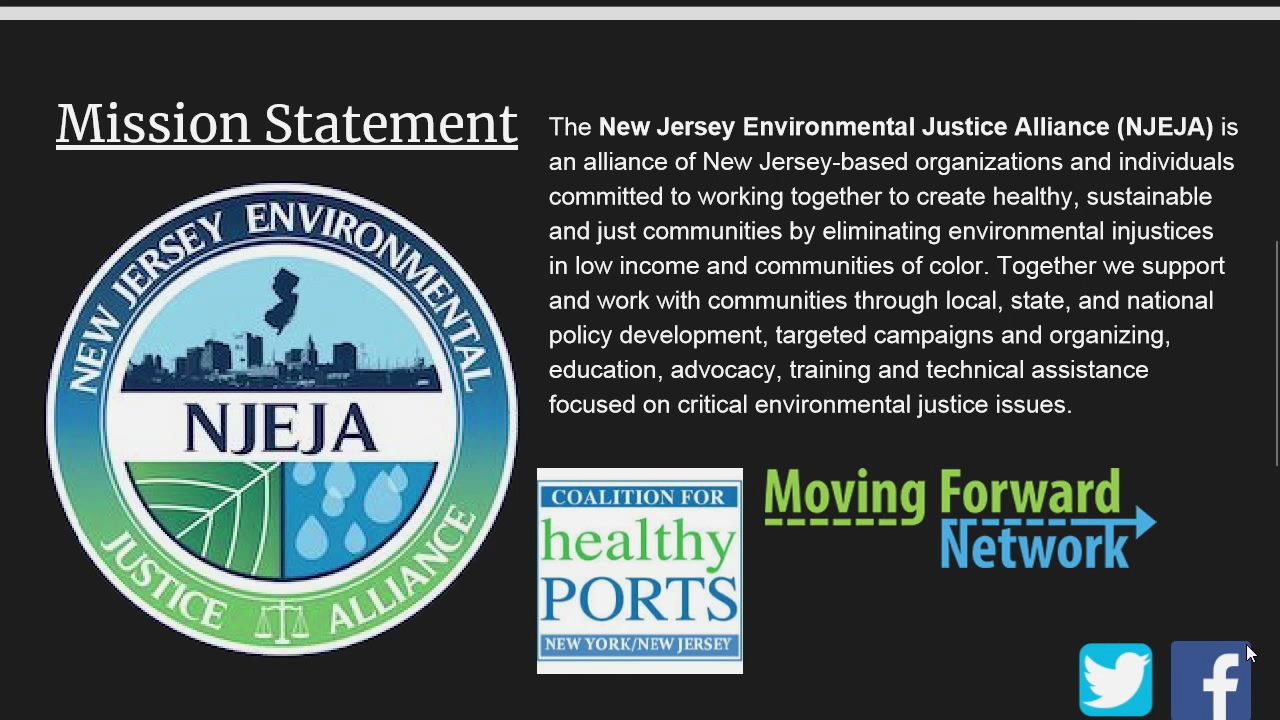 Mission Statement
The New Jersey Environmental Justice Alliance (NJEJA) is
an alliance of New Jersey-based organizations and individuals
committed to working together to create healthy, sustainable
and just communities by eliminating environmental injustices
in low income and communities of color. Together we support
and work with communities through local, state, and national
policy development, targeted campaigns and organizing,
education, advocacy, training and technical assistance
focused on critical environmental justice issues.
NEW JERSEY ENVIRONMENTAL
NJEJA
JUSTICE ALLIANCE
COALITION FOR
healthy
PORTS
NEW YORK/NEW JERSEY
Moving Forward
Network
f